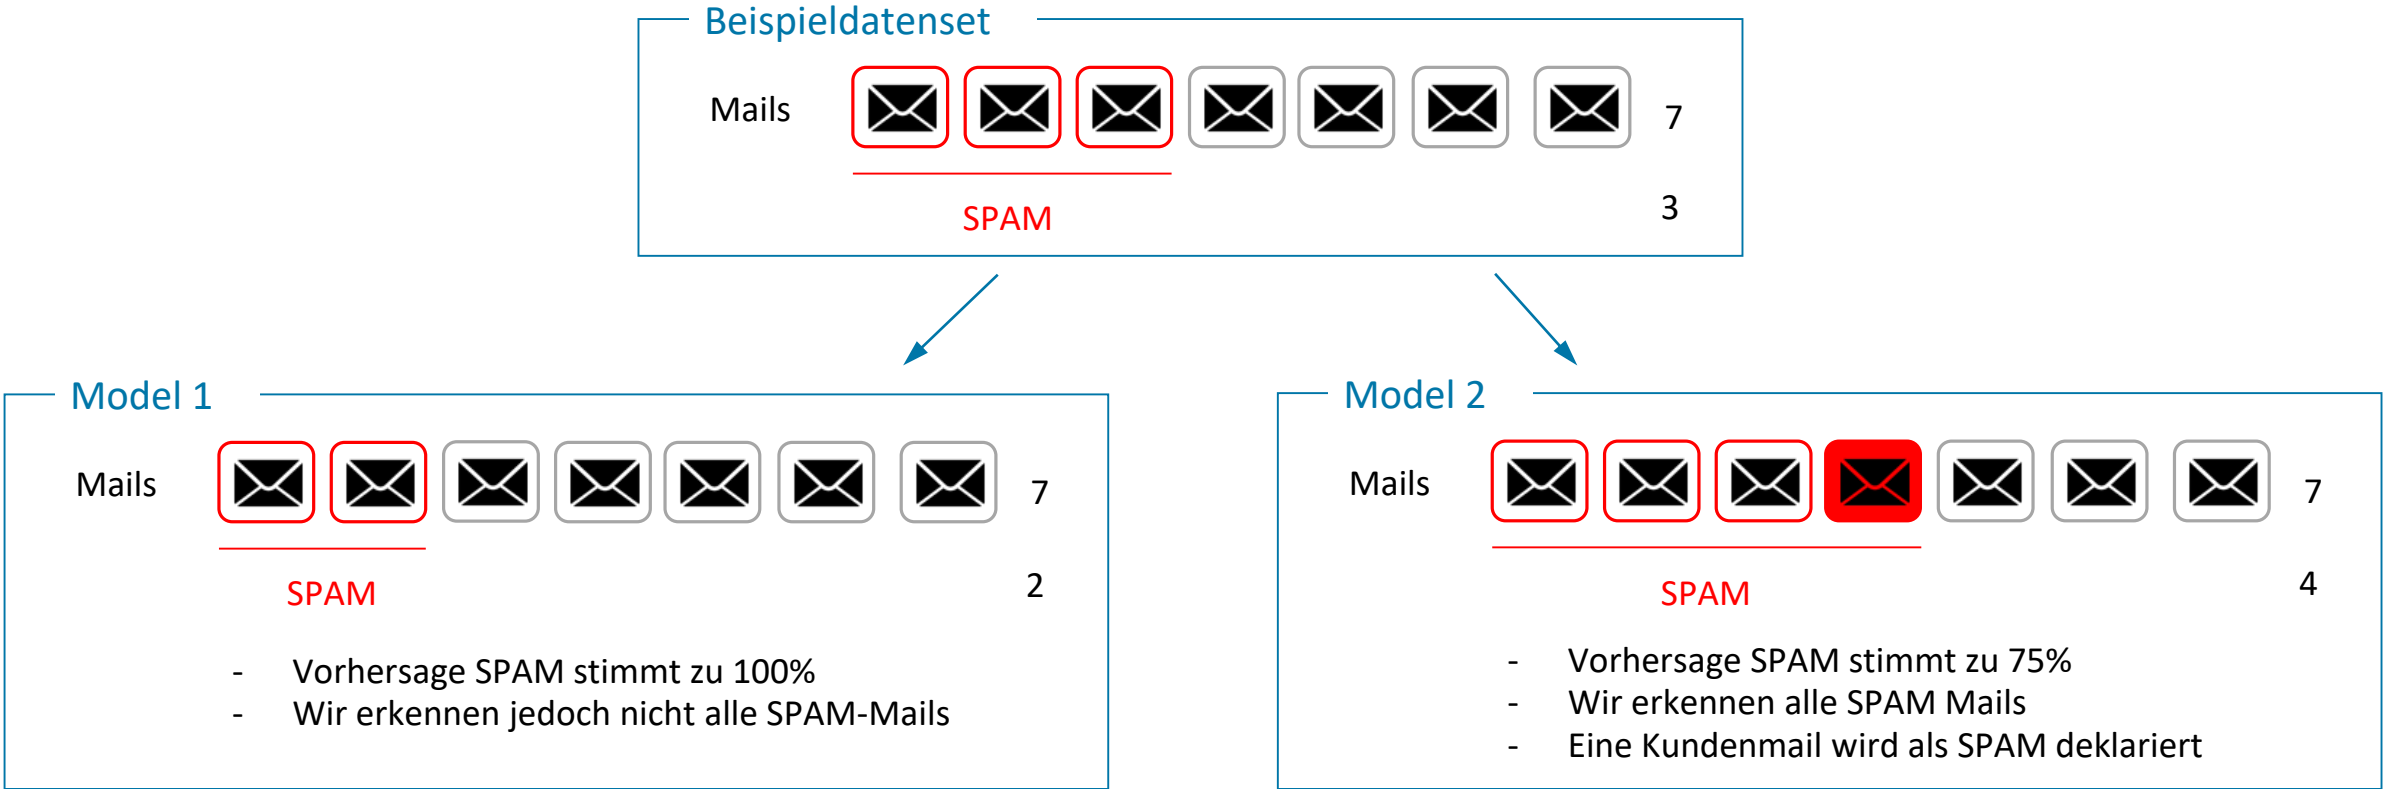 Beispieldatenset
Mails
7
SPAM
3
Model 1
Mails
7
SPAM
2
- Vorhersage SPAM stimmt zu 100%
- Wir erkennen jedoch nicht alle SPAM-Mails
Model 2
Mails
7
SPAM
4
- Vorhersage SPAM stimmt zu 75%
- Wir erkennen alle SPAM Mails
- Eine Kundenmail wird als SPAM deklariert